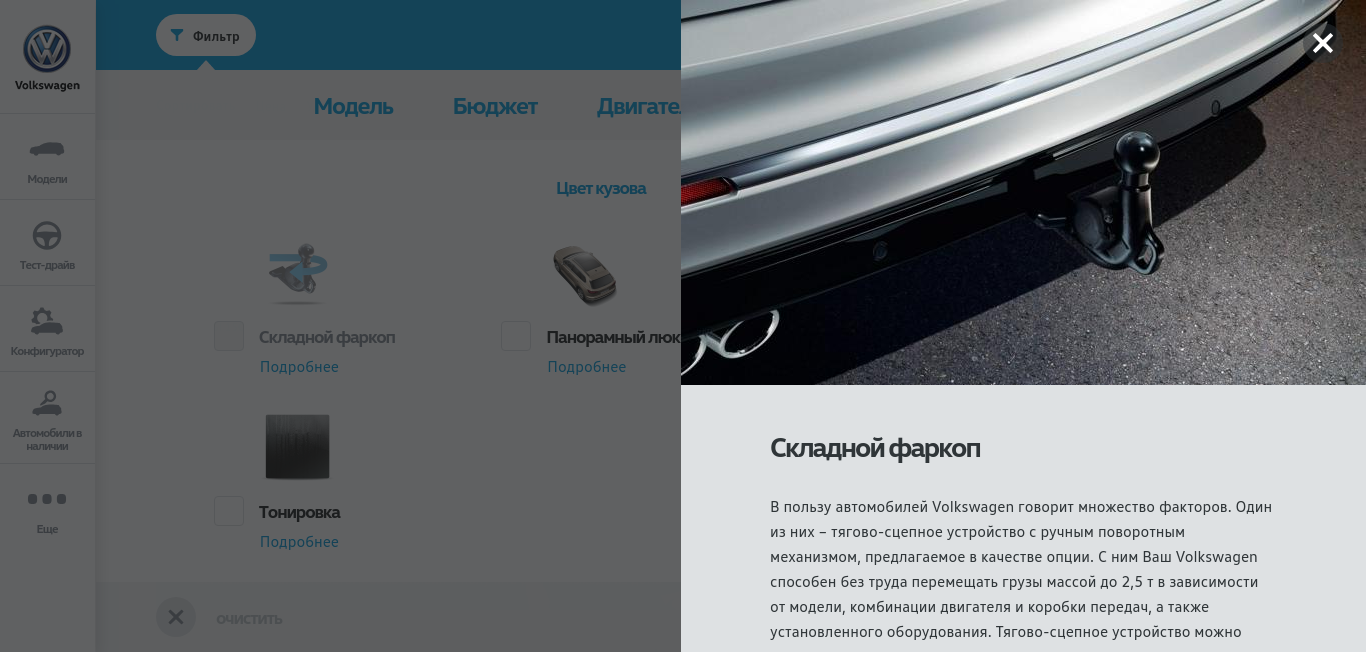 Volkswagen
Модели
Тест-драйв
Конфигуратор
Автомобили в
наличии
Еще
Фильтр
Модель Бюджет Двигате
Цвет кузова
Складной фаркоп
Подробнее
Панорамный люк
Подробнее
Тонировка
Подробнее
ОЧИСТИТЬ
Складной фаркоп
В пользу автомобилей Volkswagen говорит множество факторов. Один
из них – тягово-сцепное устройство с ручным поворотным
механизмом, предлагаемое в качестве опции. С ним Ваш Volkswagen
способен без труда перемещать грузы массой до 2,5 т в зависимости
от модели, комбинации двигателя и коробки передач, а также
установленного оборудования. Тягово-сцепное устройство можно